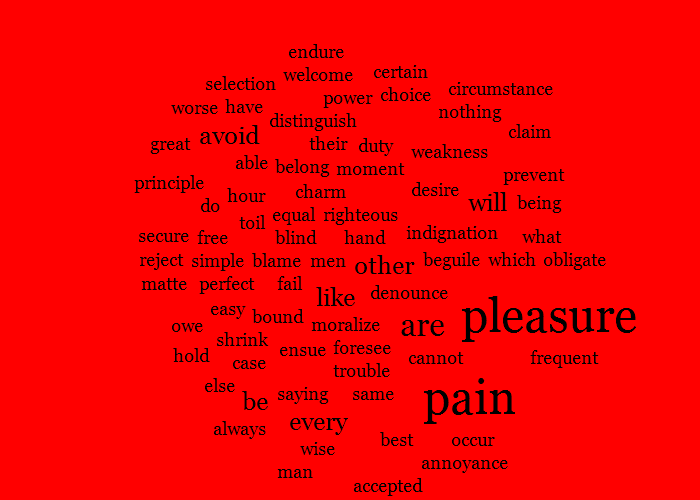 endure
welcome certain
selection circumstance
power choice
worse have nothing
distinguish
avoid claim
great their duty
weakness
able belong moment
principle prevent
do hour charm desire will being
equal righteous
toil
secure free blind hand indignation what
reject simple blame men other beguile which obligate
matte perfect fail
like denounce
easy bound pleasure
owe moralize are
shrink
hold case ensue foresee cannot frequent
trouble
else
be saying same pain
always every
wise best occur
man annoyance
accepted